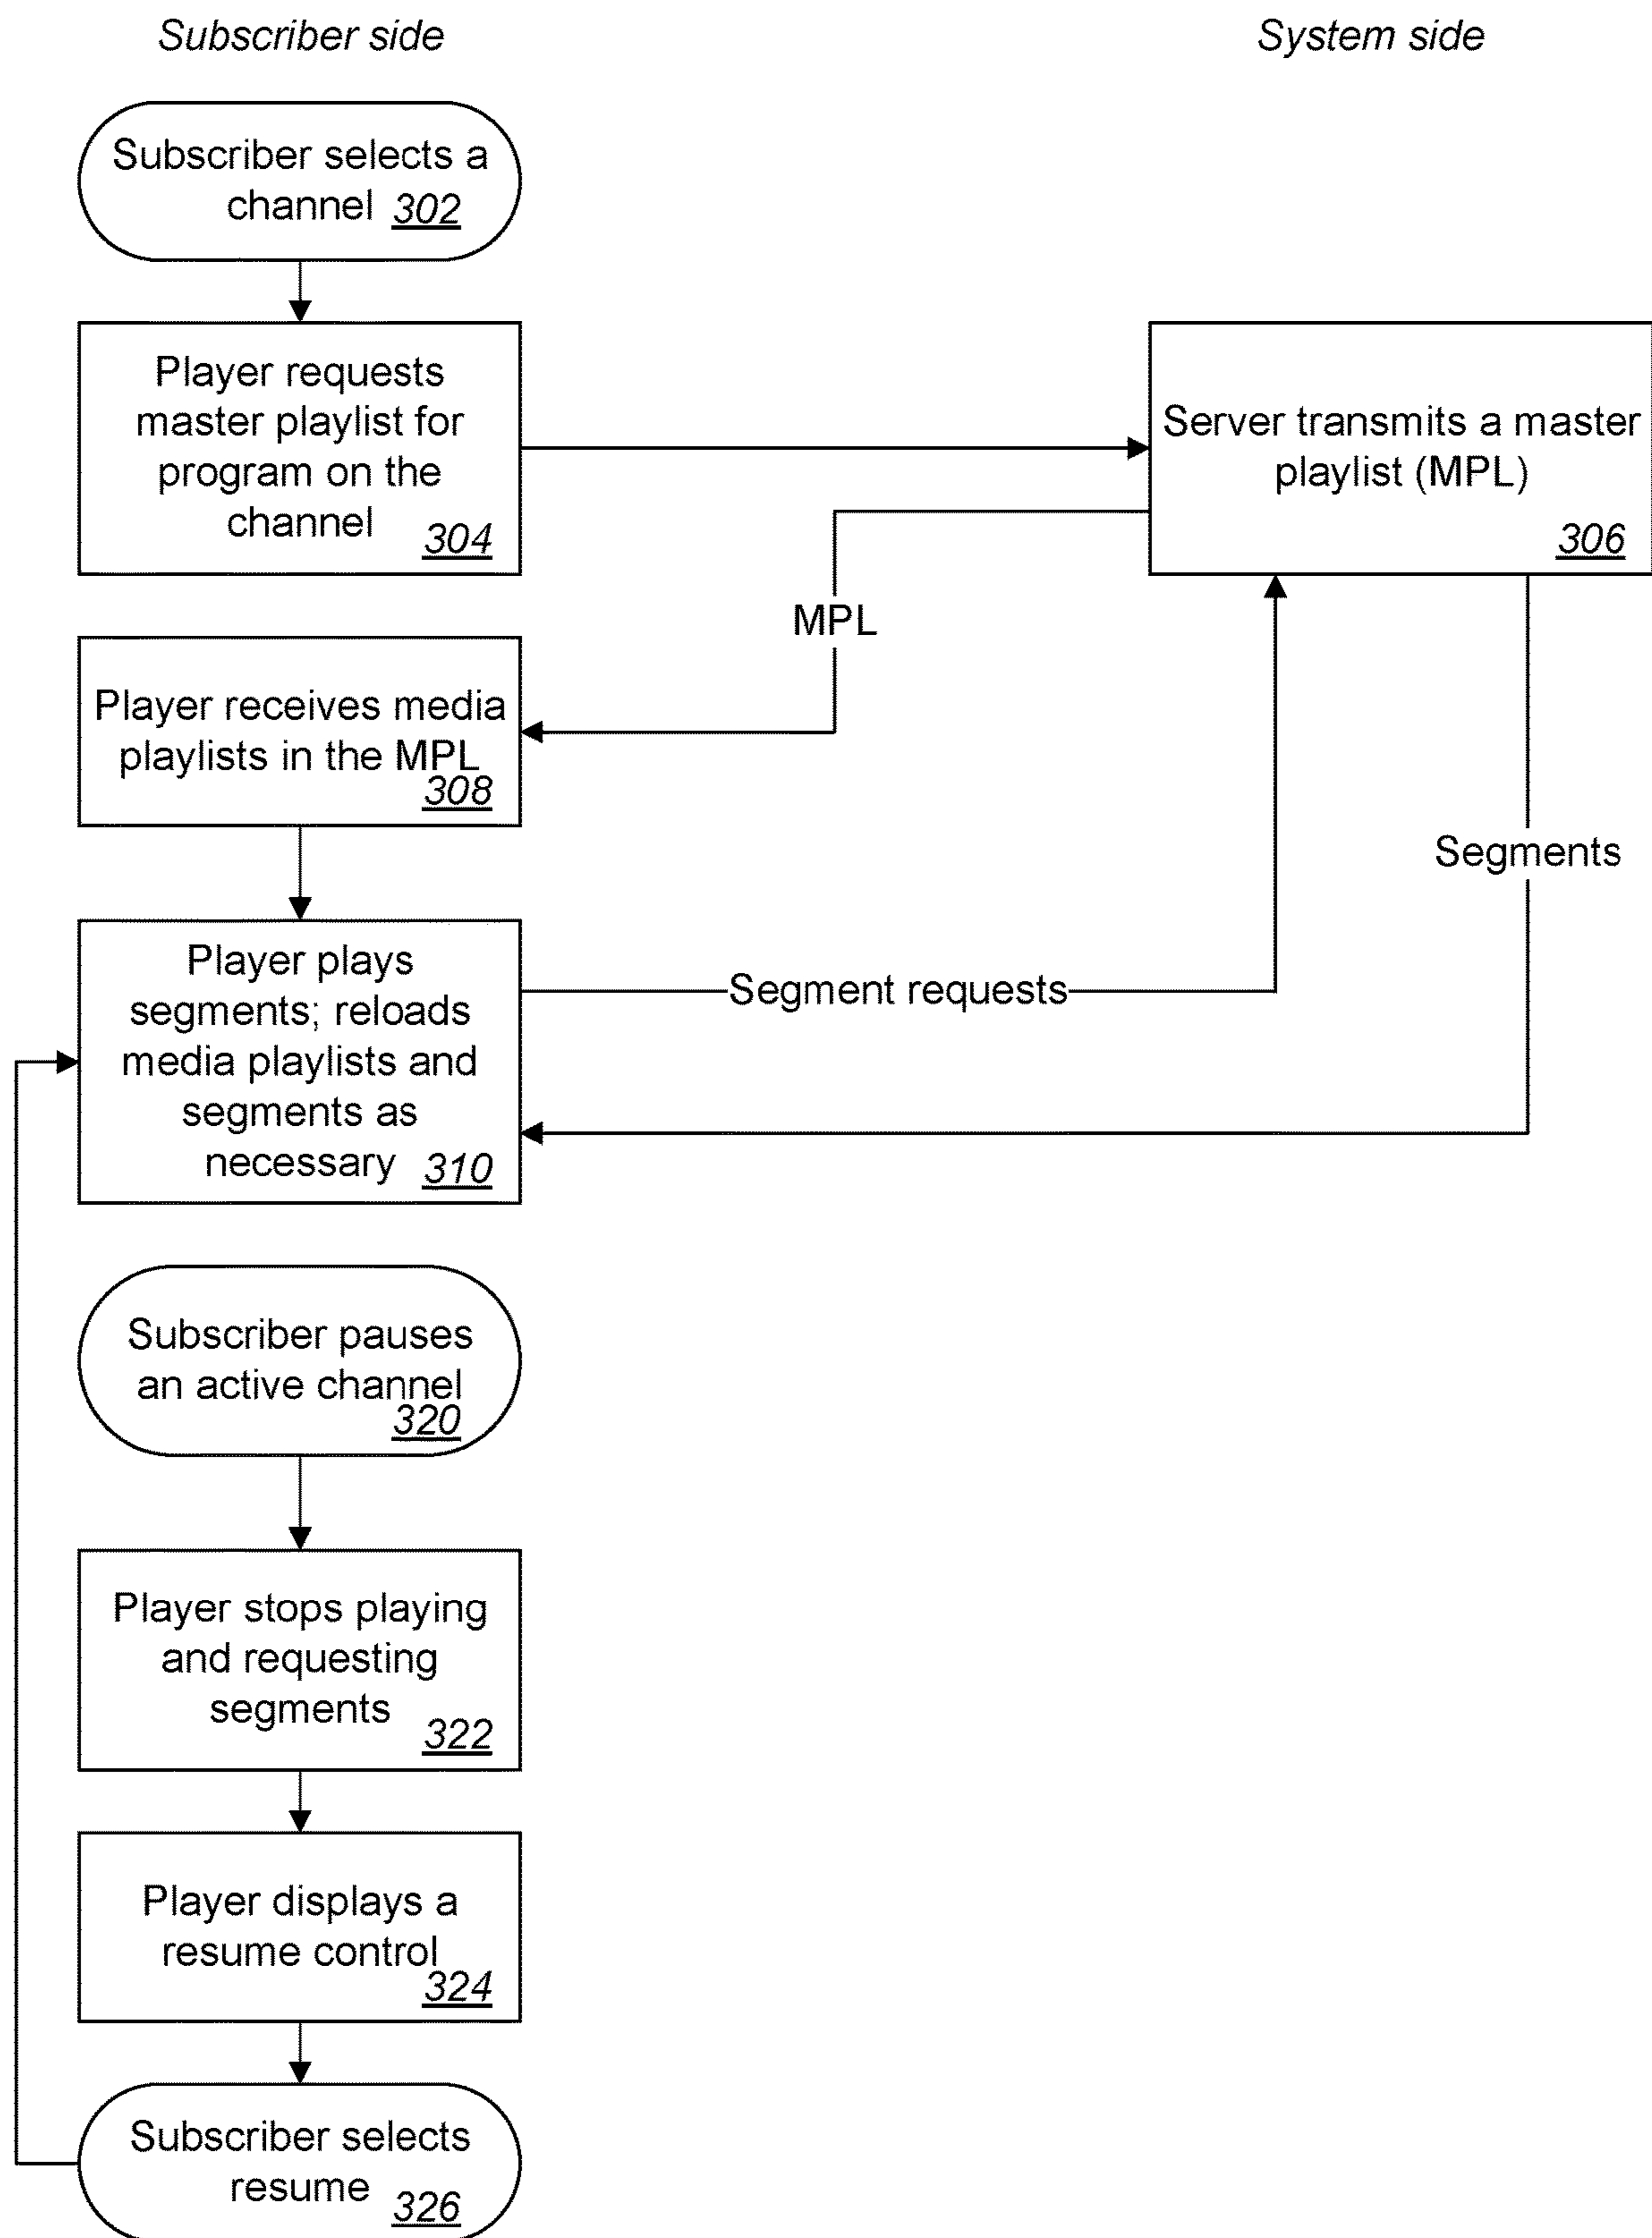 Subscriber side
System side
Subscriber selects a
channel 302
Player requests
master playlist for
program on the
channel
304
Server transmits a master
playlist (MPL)
306
MPL
Player receives media
playlists in the MPL
308
Segments
Player plays
segments; reloads
media playlists and
segments as
necessary 310
Segment requests
Subscriber pauses
an active channel
320
Player stops playing
and requesting
segments
322
Player displays a
resume control
324
Subscriber selects
resume 326